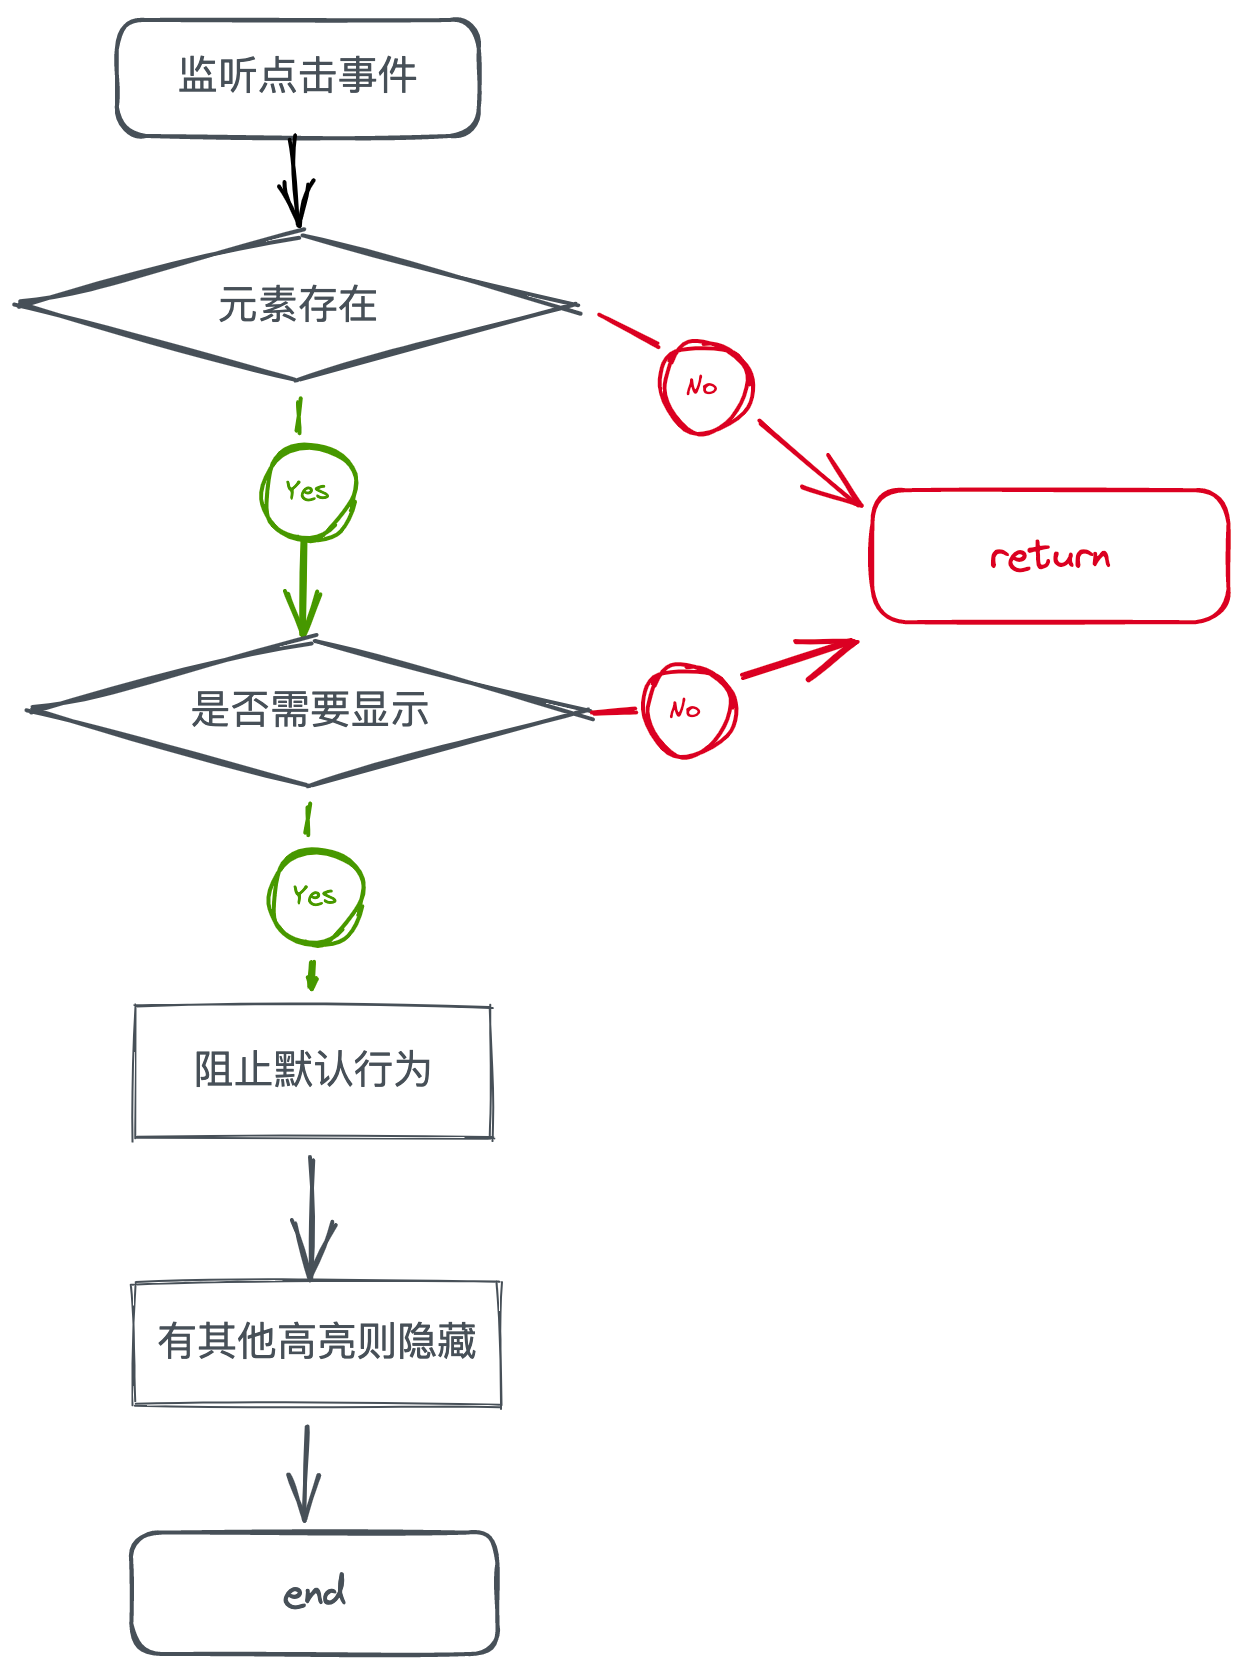 监听点击事件
元素存在
No
Yes
return
是否需要显示
No
Yes
阻止默认行为
有其他高亮则隐藏
end